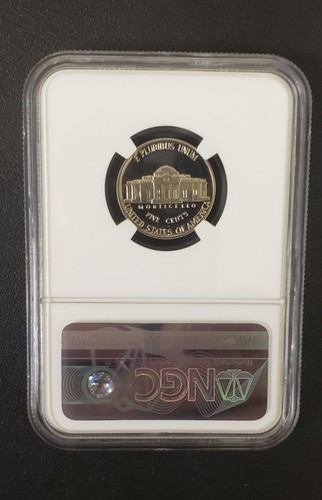 E PLURIBUS UNUM
MONTICELLO
FIVE CENTS
UNITED STATES OF AMERICA
NGC